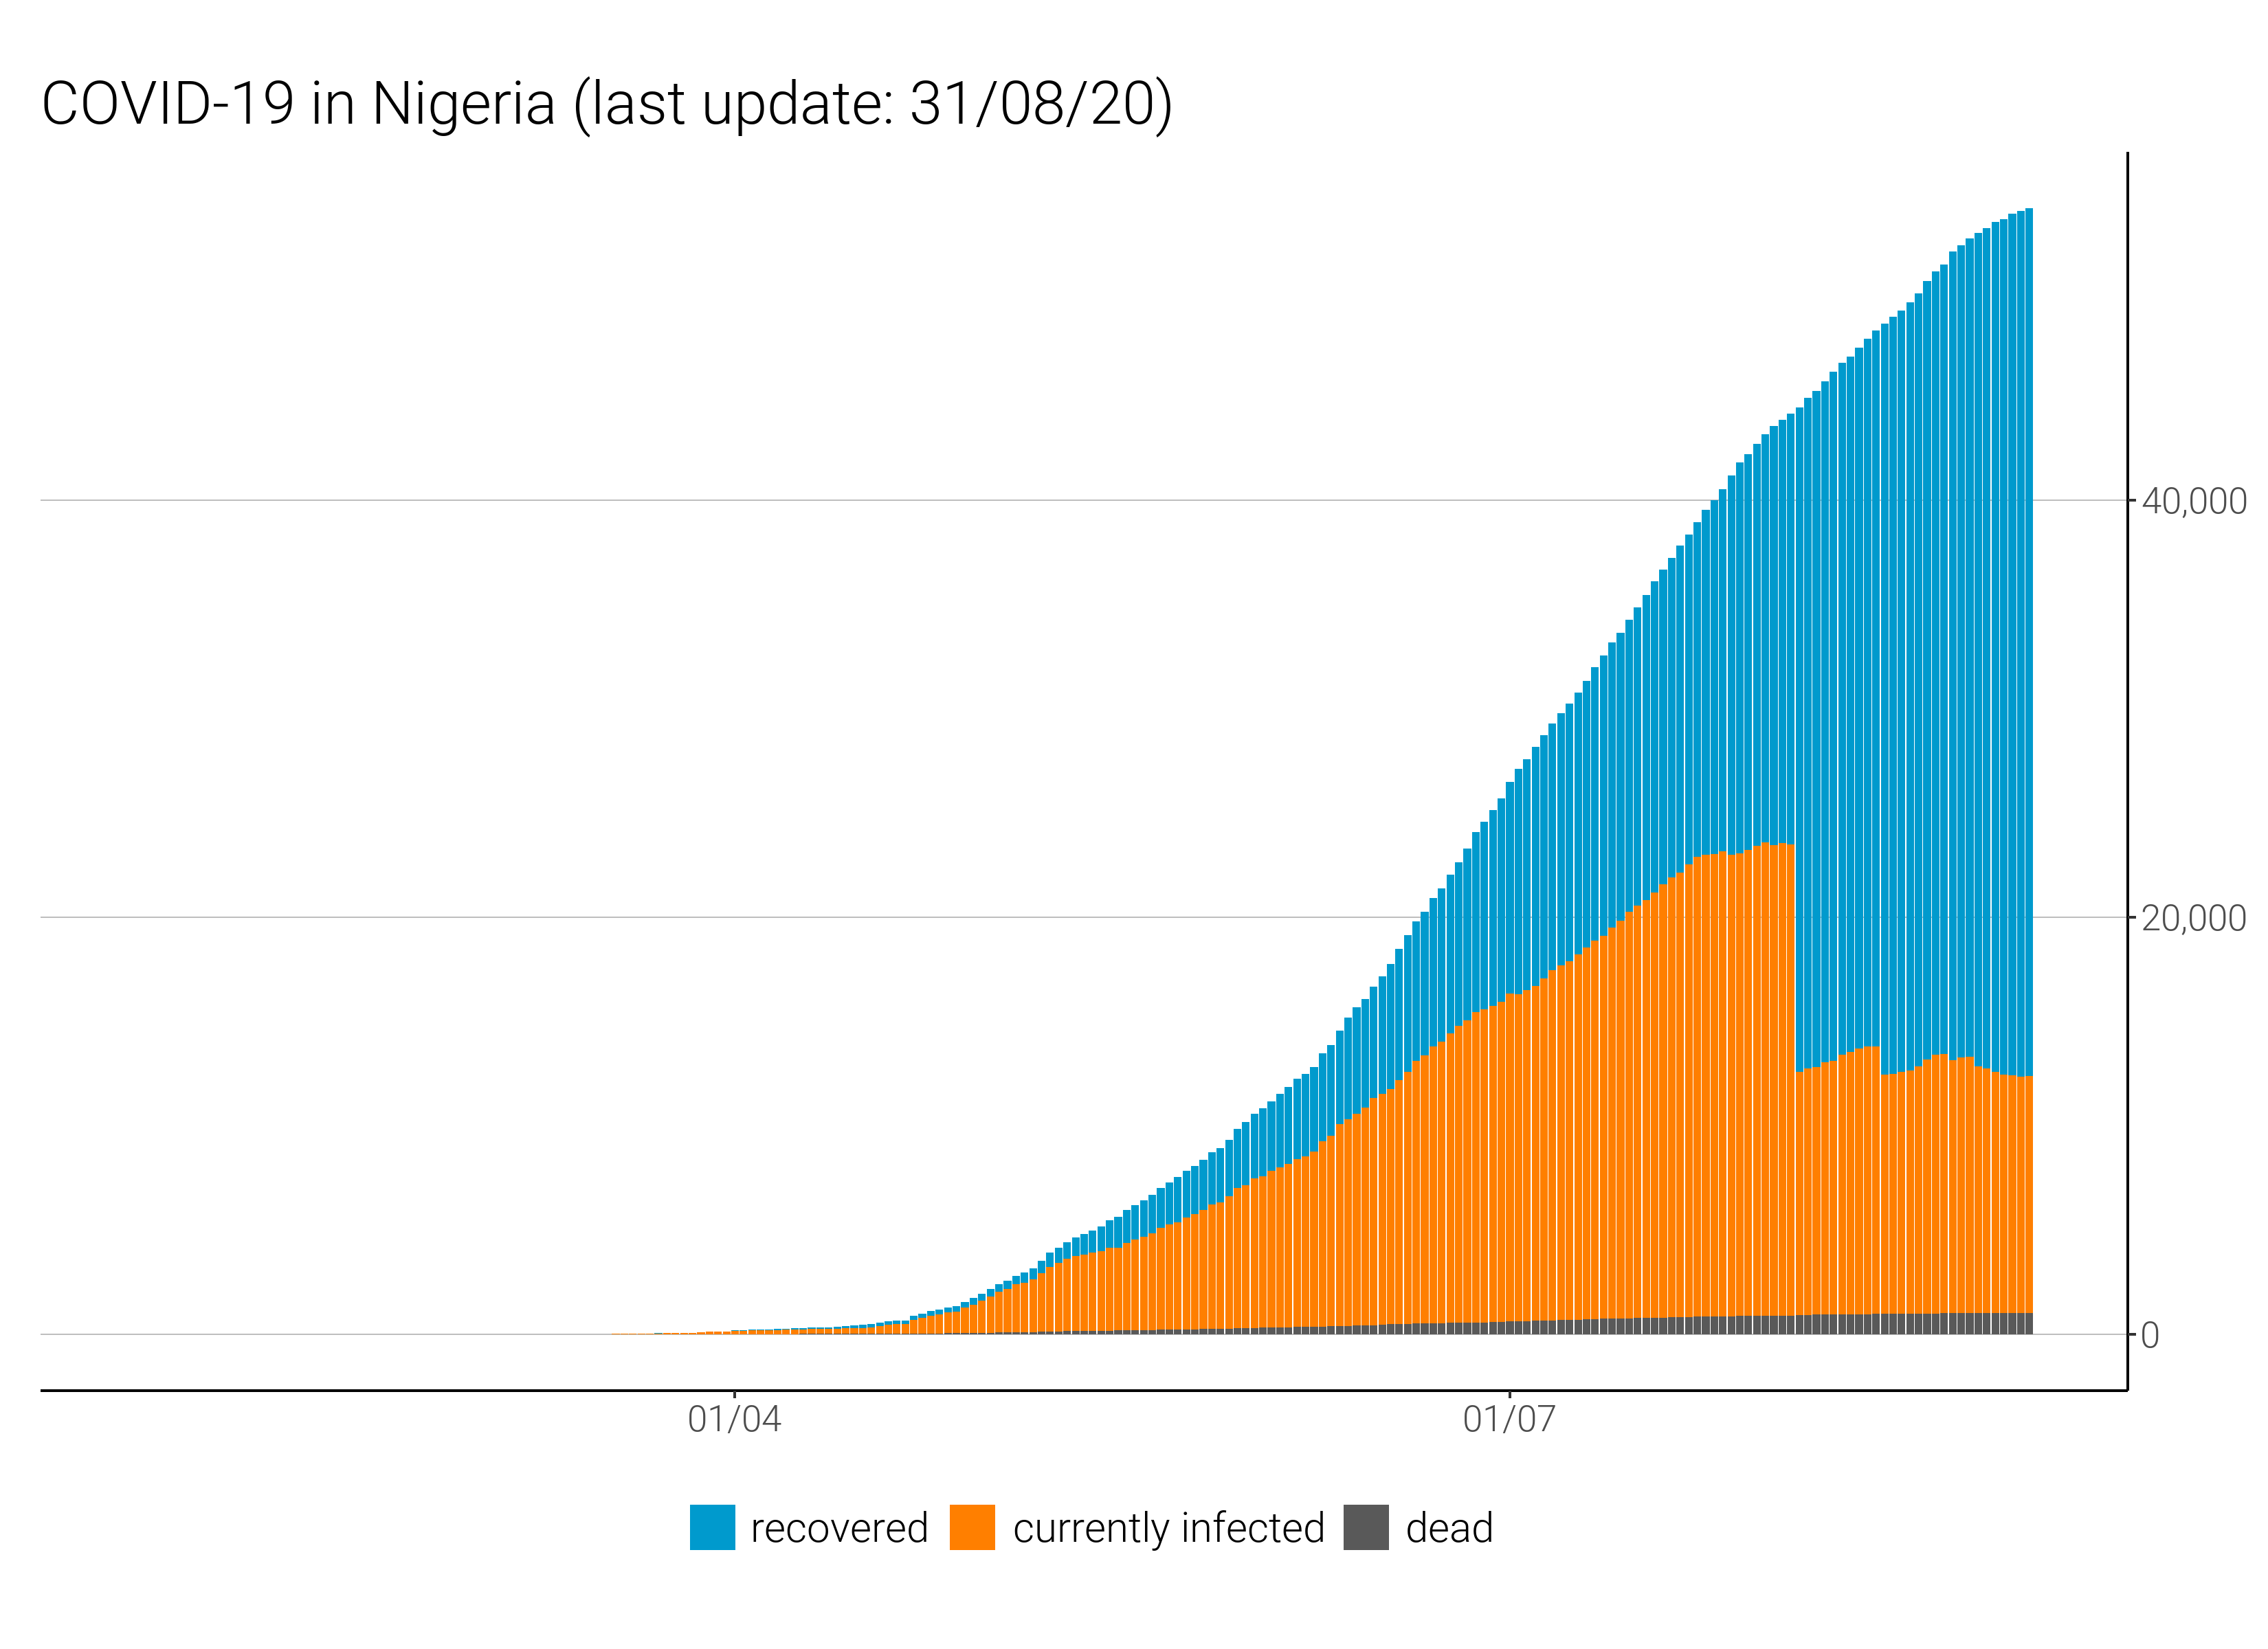 COVID-19 in Nigeria (last update: 31/08/20)
40,000
20,000
0
01/04 01/07
recovered currently infected dead